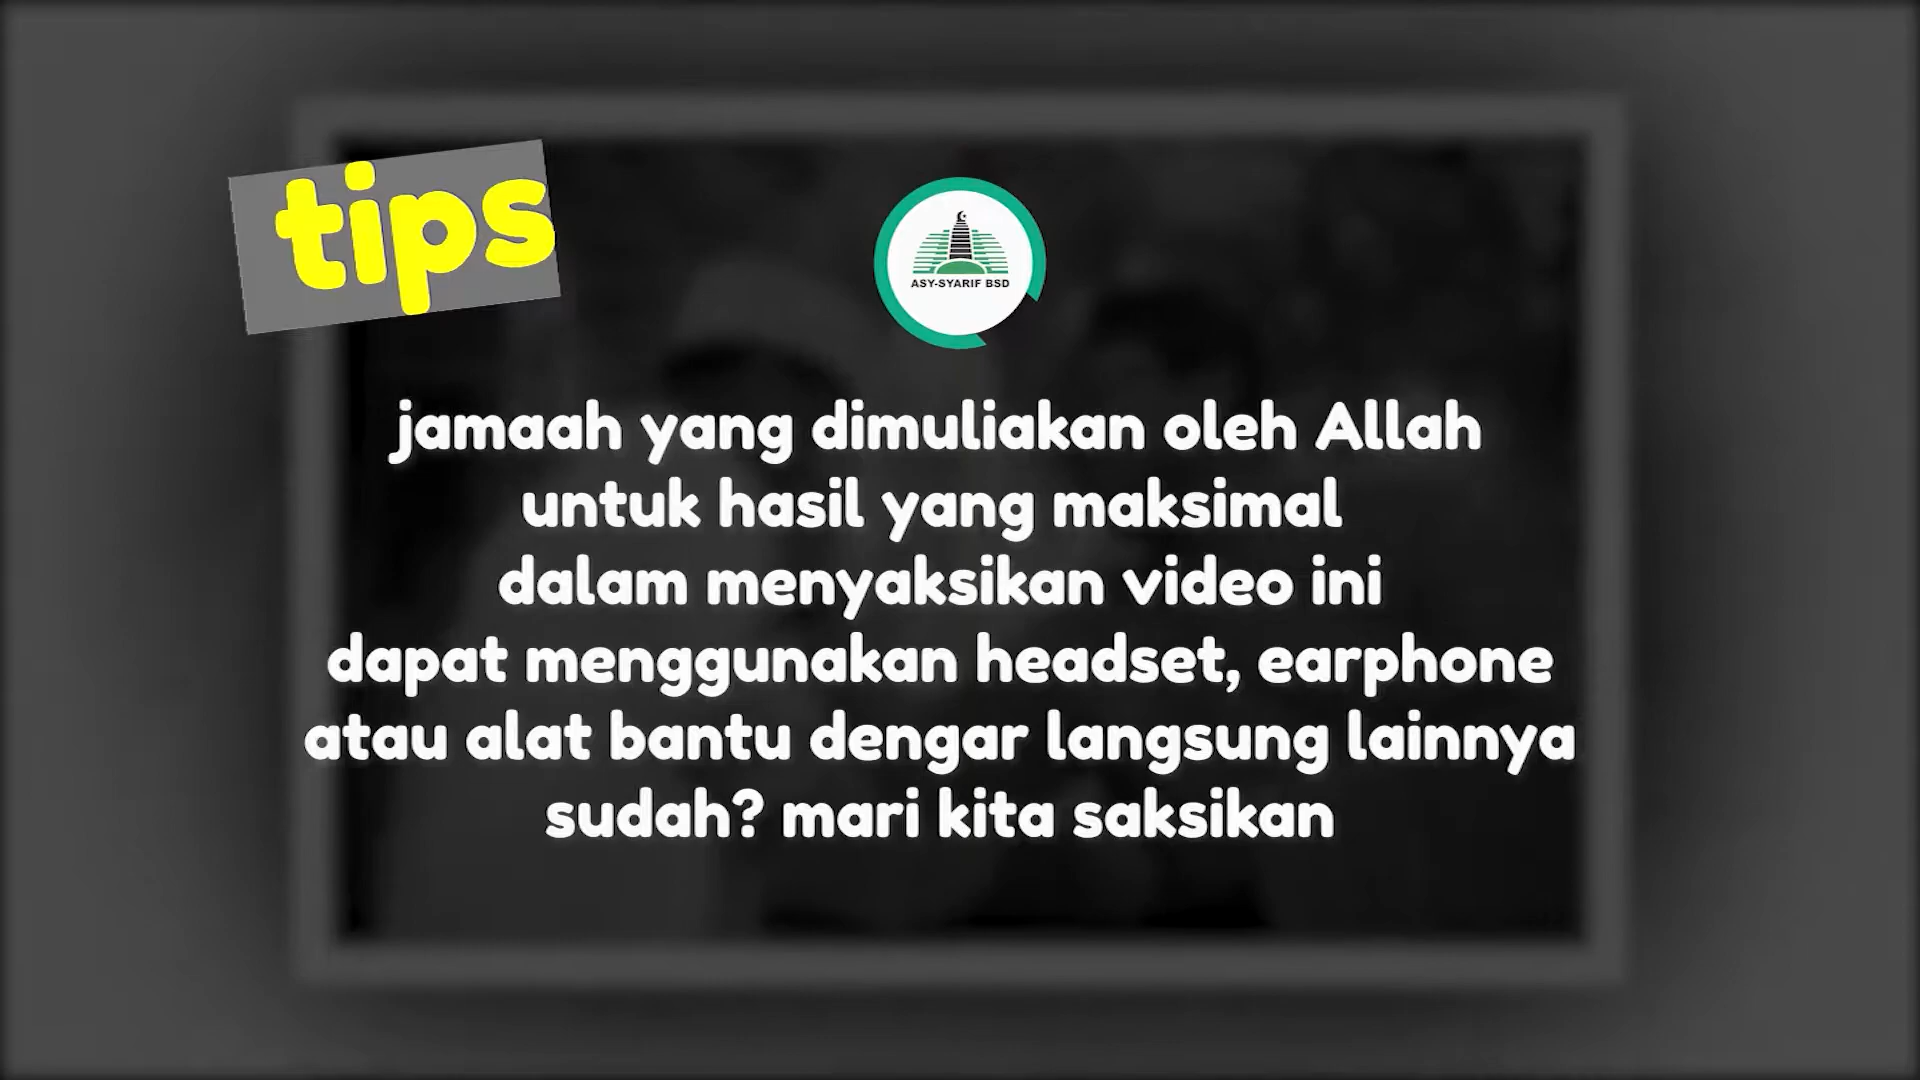 tips
ASY-SYARIF BSD
jamaah yang dimuliakan oleh Allah
untuk hasil yang maksimal
dalam menyaksikan video ini
dapat menggunakan headset, earphone
atau alat bantu dengar langsung lainnya
sudah? mari kita saksikan